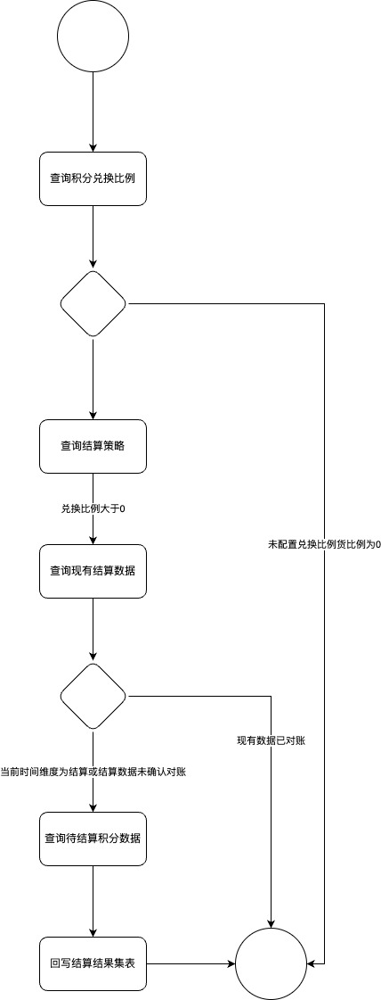 查询积分兑换比例
查询结算策略
兑换比例大于0
未配置兑换比例货比例为0
查询现有结算数据
现有数据已对账
当前时间维度为结算或结算数据未确认对账
查询待结算积分数据
回写结算结果集表